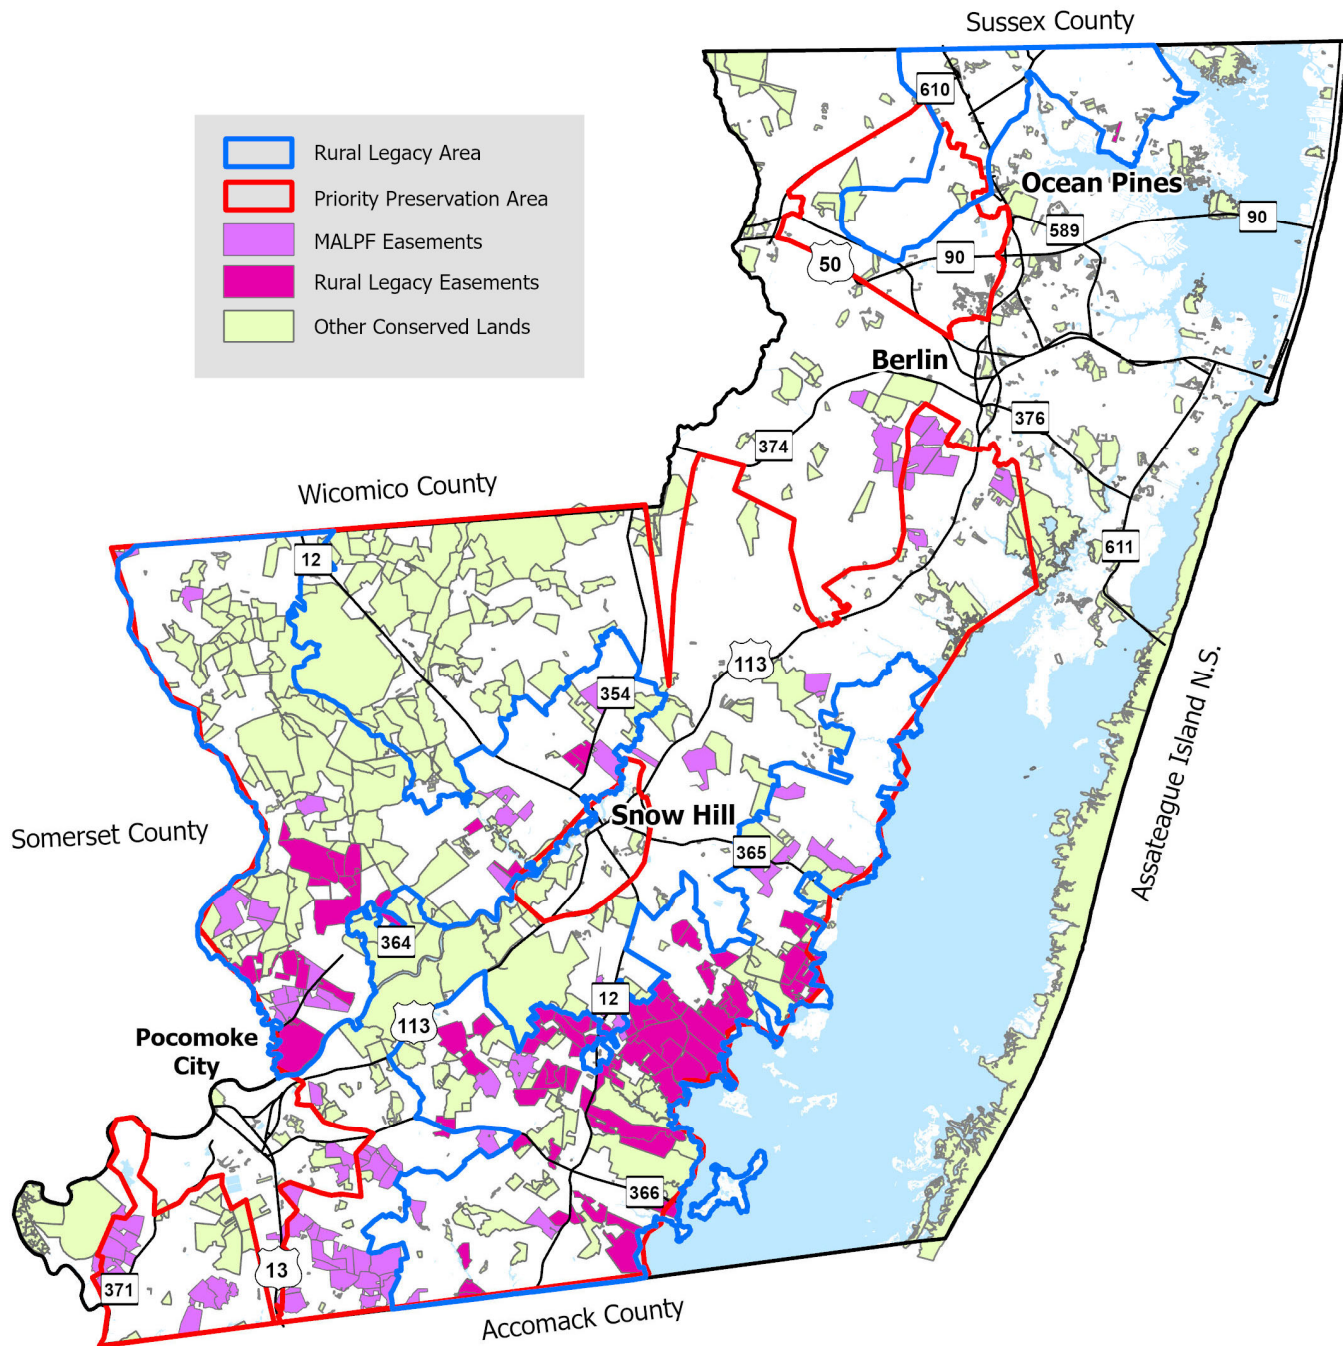 Sussex County
610
Rural Legacy Area
Priority Preservation Area
MALPF Easements
Rural Legacy Easements
Other Conserved Lands
Ocean Pines
90
589
90
50
Berlin
376
374
Wicomico County
12
611
113
354
Assateague Island N.S.
Snow Hill
Somerset County
365
364
12
113
Pocomoke
City
366
13
371
Accomack County